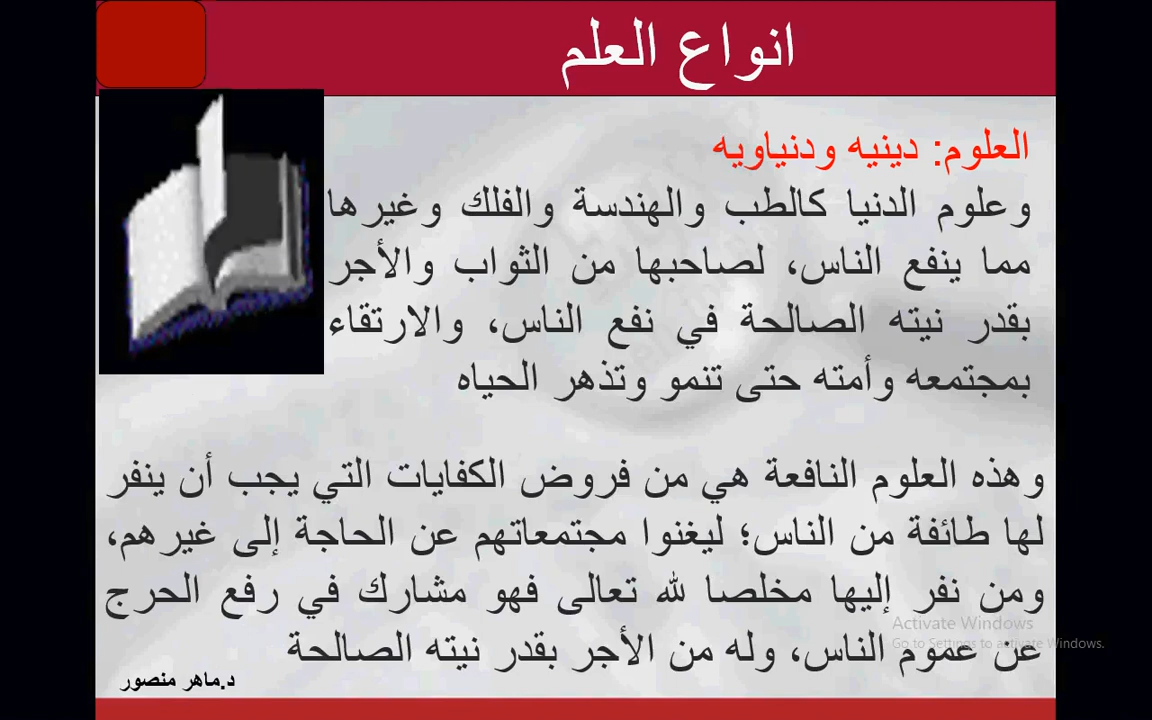 انواع العلم
العلوم: دينيه ودنياويه
وعلوم الدنيا كالطب والهندسة والفلك وغيرها
مما ينفع الناس، لصاحبها من الثواب والأجر
بقدر نيته الصالحة في نفع الناس، والارتقاء
بمجتمعه وأمته حتى تنمو وتذهر الحياه
وهذه العلوم النافعة هي من فروض الكفايات التي يجب أن ينفر
لها طائفة من الناس؛ ليغنوا مجتمعاتهم عن الحاجة إلى غيرهم،
ومن نفر إليها مخلصا لله تعالى فهو مشارك في رفع الحرج
عن عموم الناس، وله من الأجر بقدر نيته الصالحة
د.ماهر منصور
Activate Windows
Go to Settings to activate Windows.